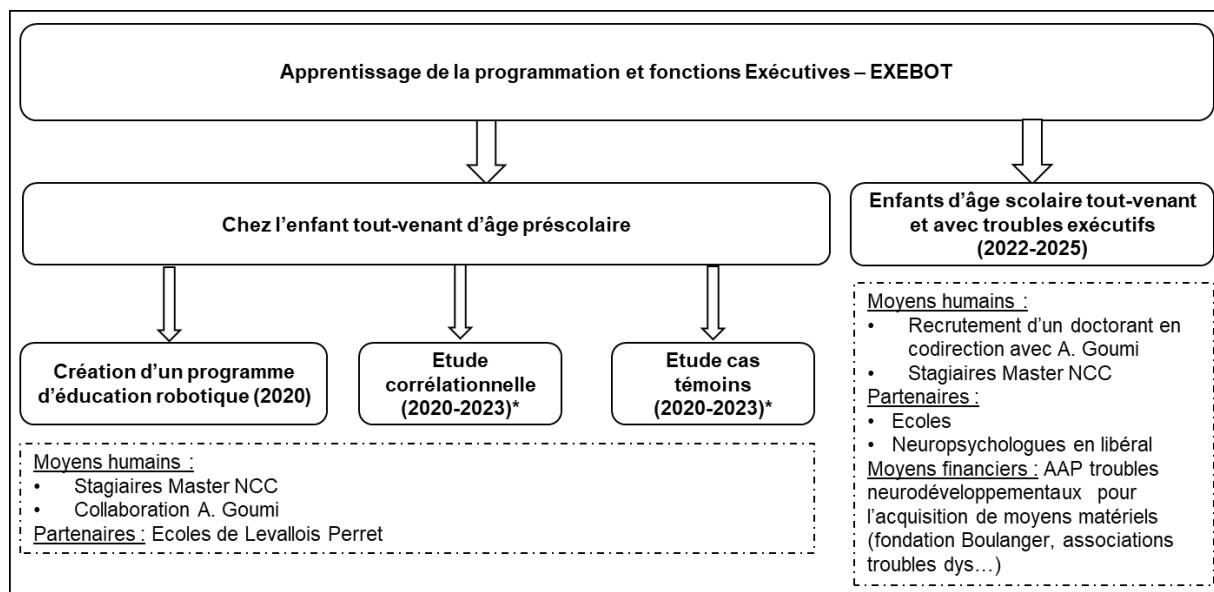 Apprentissage de la programmation et fonctions Exécutives – EXEBOT
Chez l'enfant tout-venant d'âge préscolaire
Enfants d'âge scolaire tout-venant
et avec troubles exécutifs
(2022-2025)
Création d'un programme
d'éducation robotique (2020)
Etude
corrélationnelle
(2020-2023)*
Etude cas
témoins
(2020-2023)*
Moyens humains :
• Stagiaires Master NCC
• Collaboration A. Goumi
Partenaires : Ecoles de Levallois Perret
Moyens humains :
• Recrutement d'un doctorant en
codirection avec A. Goumi
• Stagiaires Master NCC
Partenaires :
• Ecoles
• Neuropsychologues en libéral
Moyens financiers : AAP troubles
neurodéveloppementaux pour
l'acquisition de moyens matériels
(fondation Boulanger, associations
troubles dys…)